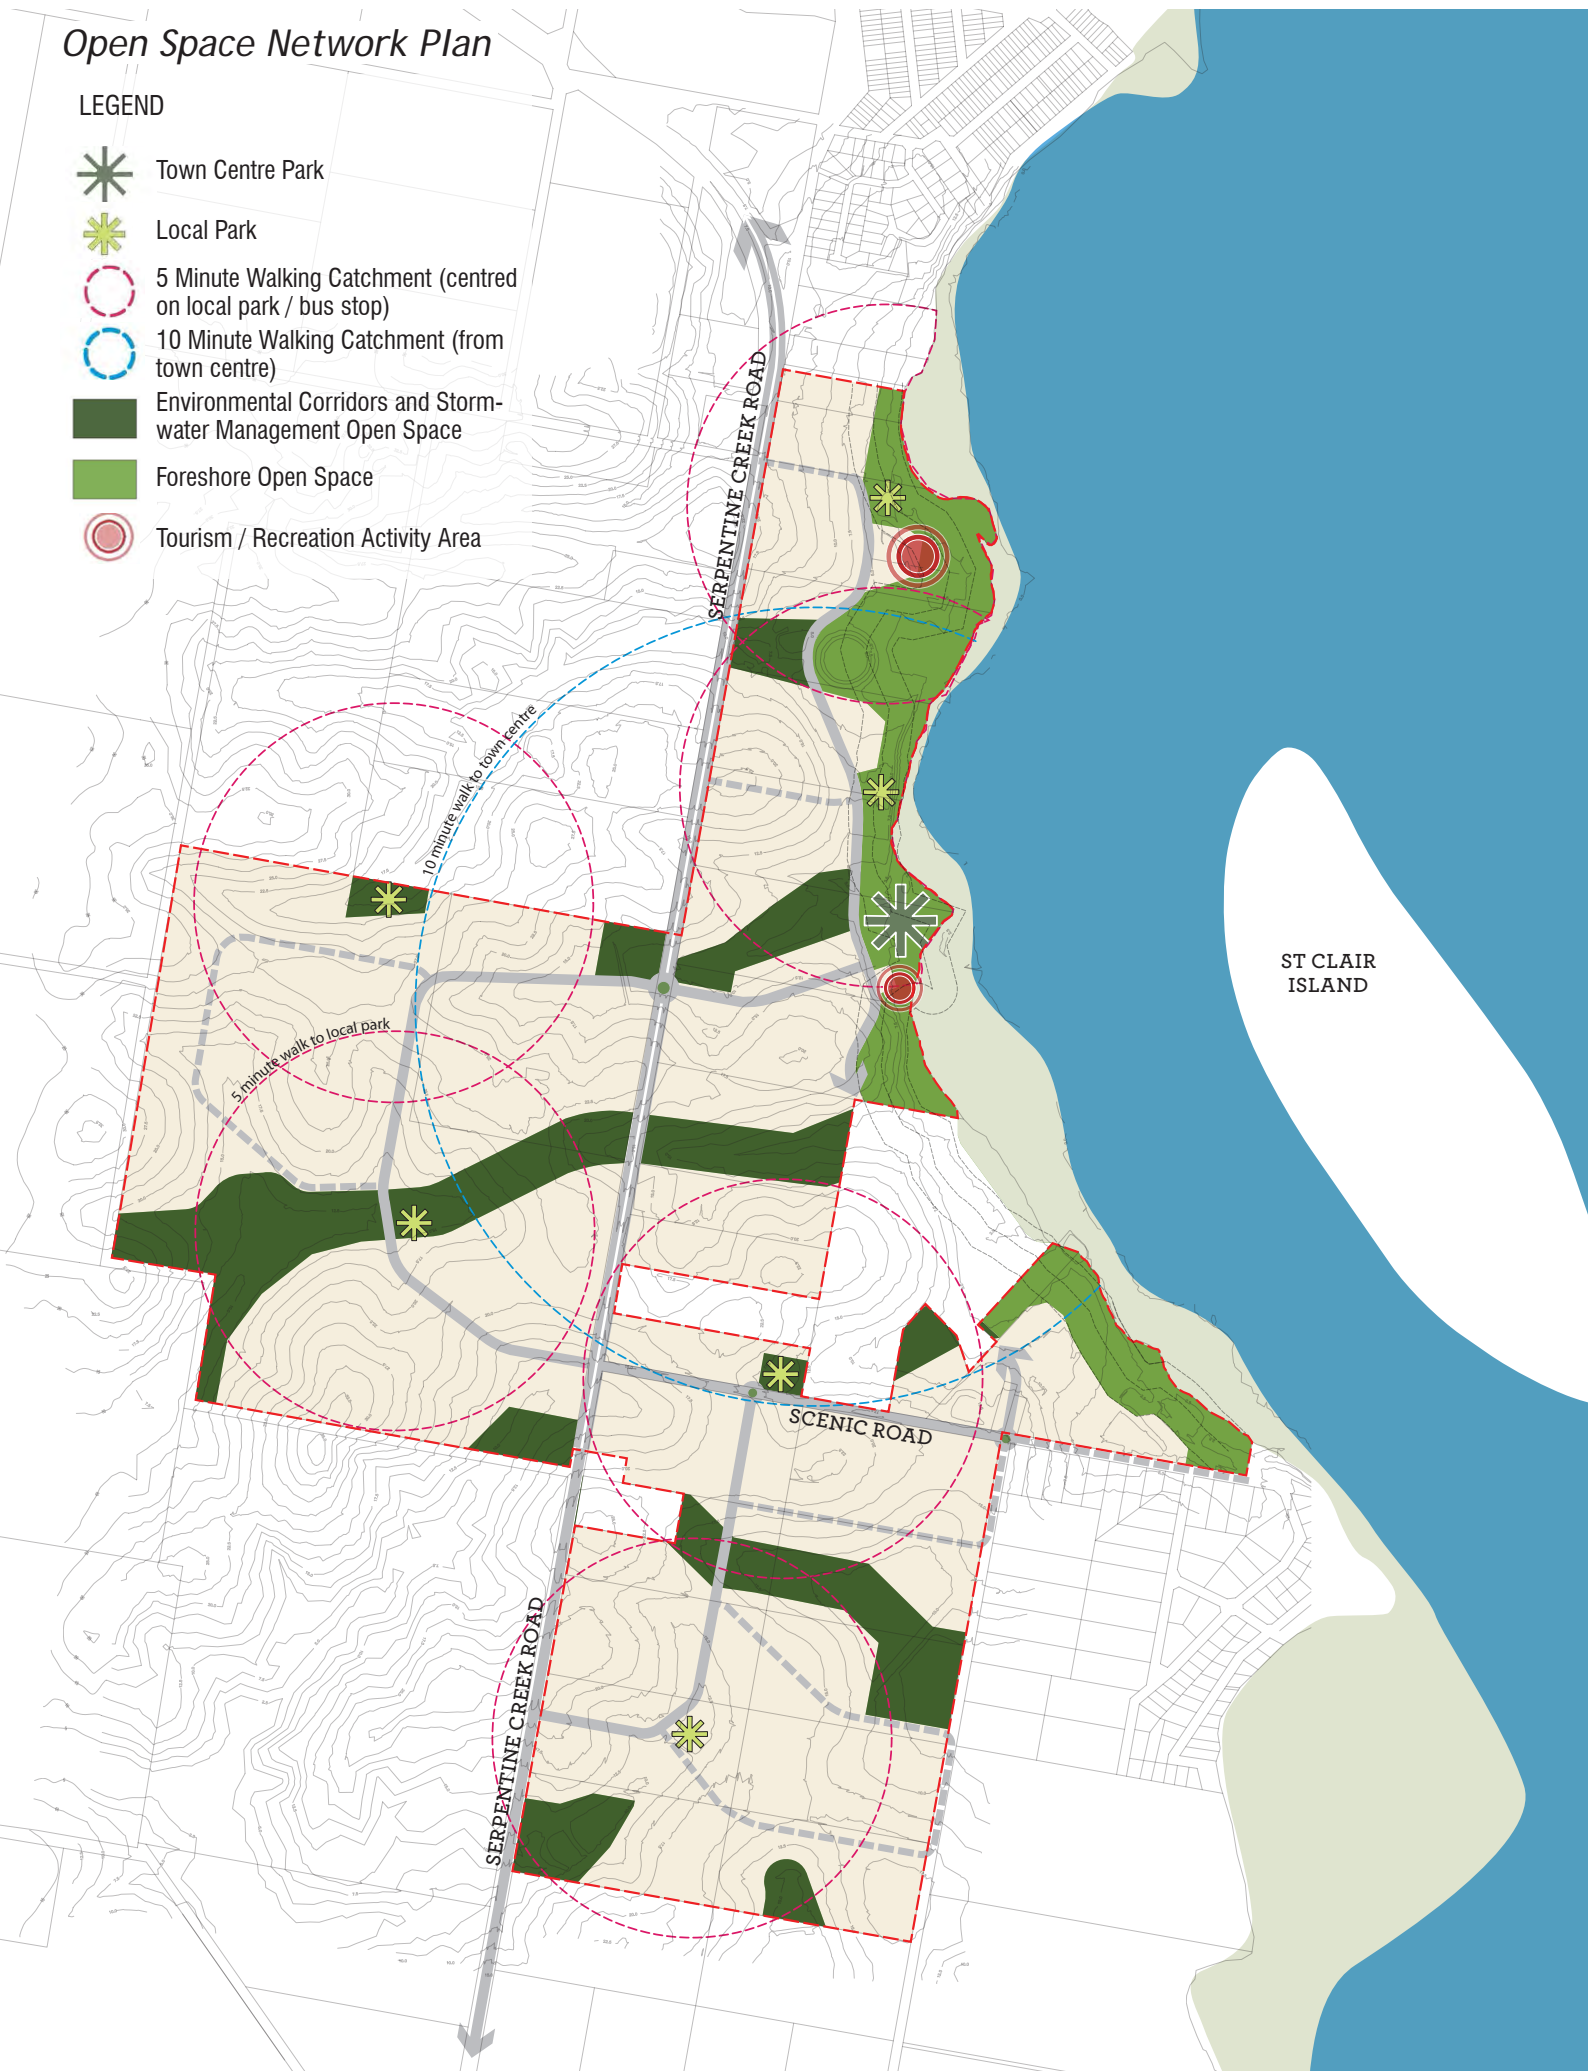 Open Space Network Plan
LEGEND
Town Centre Park
Local Park
5 Minute Walking Catchment (centred
on local park / bus stop)
10 Minute Walking Catchment (from
town centre)
Environmental Corridors and Storm-
water Management Open Space
Foreshore Open Space
Tourism / Recreation Activity Area
SERPENTINE CREEK ROAD
10 minute walk to town centre
ST CLAIR
ISLAND
5 minute walk to local park
SCENIC ROAD
SERPENTINE CREEK ROAD